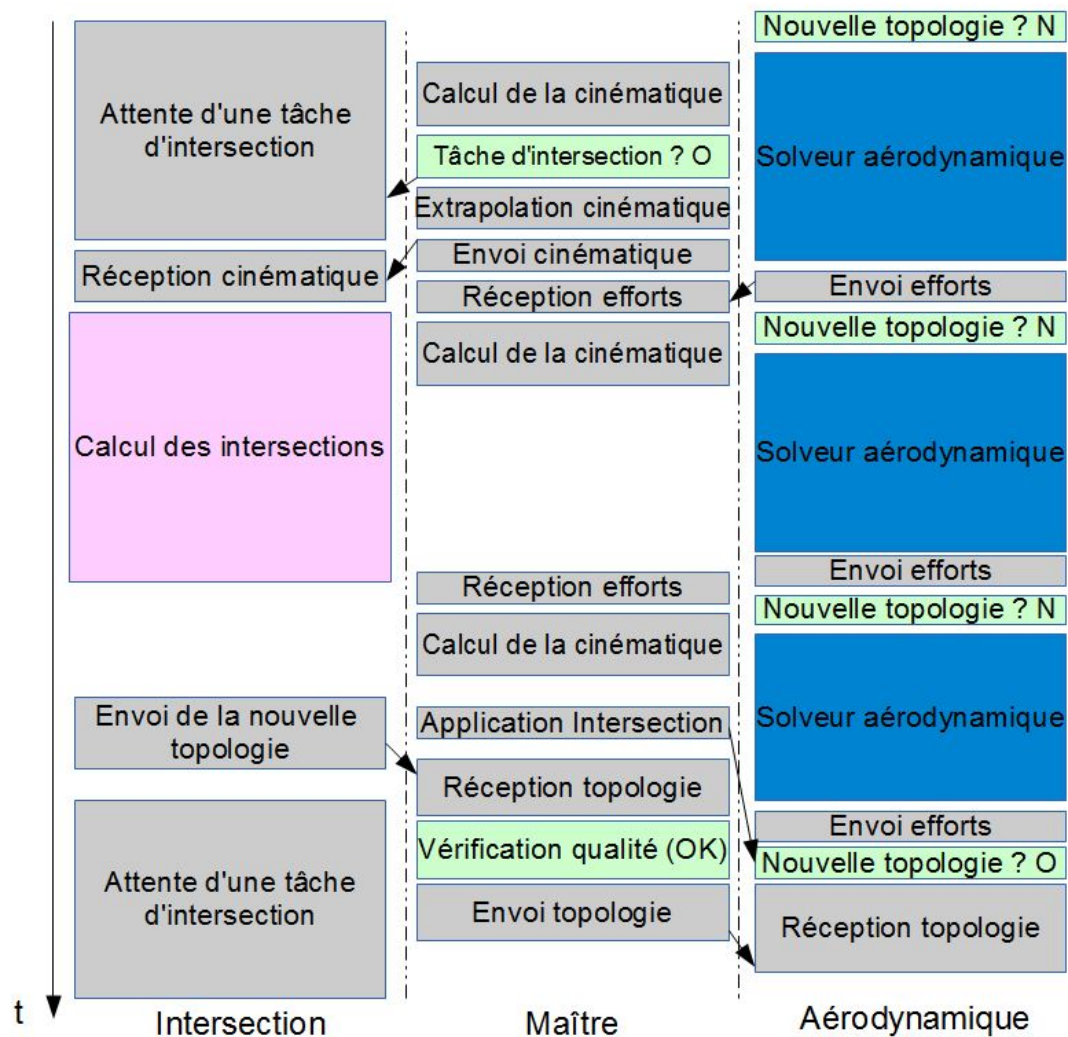 Attente d'une tâche
d'intersection
Réception cinématique
Calcul des intersections
Envoi de la nouvelle
topologie
Attente d'une tâche
d'intersection
Calcul de la cinématique
Tâche d'intersection ? O
Extrapolation cinématique
Envoi cinématique
Réception efforts
Calcul de la cinématique
Réception efforts
Calcul de la cinématique
Application Intersection
Réception topologie
Vérification qualité (OK)
Envoi topologie
Nouvelle topologie ? N
Solveur aérodynamique
Envoi efforts
Nouvelle topologie ? N
Solveur aérodynamique
Envoi efforts
Nouvelle topologie ? N
Solveur aérodynamique
Envoi efforts
Nouvelle topologie ? O
Réception topologie
t
Intersection
Maître
Aérodynamique